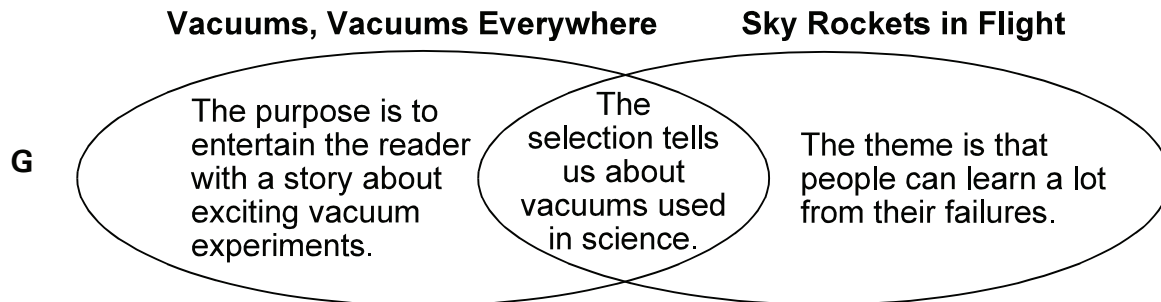 Vacuums, Vacuums Everywhere
Sky Rockets in Flight
G
The purpose is to
entertain the reader
with a story about
exciting vacuum
experiments.
The
selection tells
us about
vacuums used
in science.
The theme is that
people can learn a lot
from their failures.